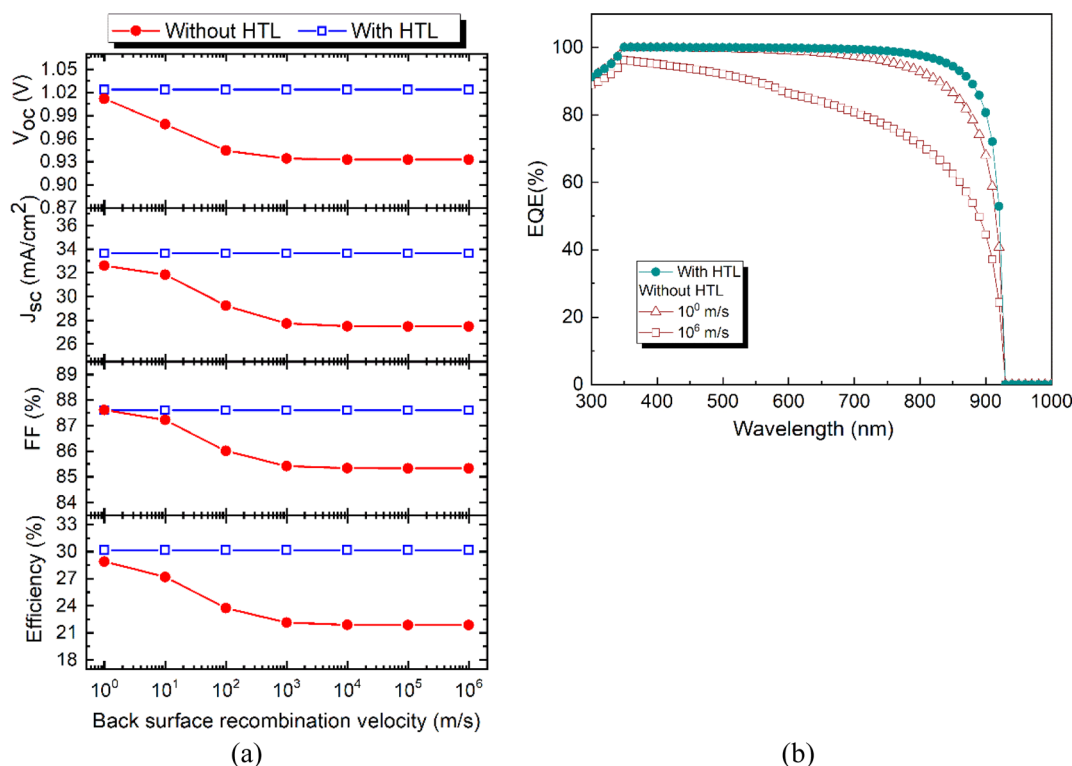 Without HTL With HTL
V_OC (V)
1.05
1.02
0.99
0.96
0.93
0.90
0.87
J_SC (mA/cm²)
36
34
32
30
28
26
FF (%)
89
88
87
86
85
84
Efficiency (%)
33
30
27
24
21
18
10⁰ 10¹ 10² 10³ 10⁴ 10⁵ 10⁶
Back surface recombination velocity (m/s)
(a)
EQE(%)
100
80
60
40
20
0
With HTL
Without HTL
10⁰ m/s
10⁶ m/s
300 400 500 600 700 800 900 1000
Wavelength (nm)
(b)